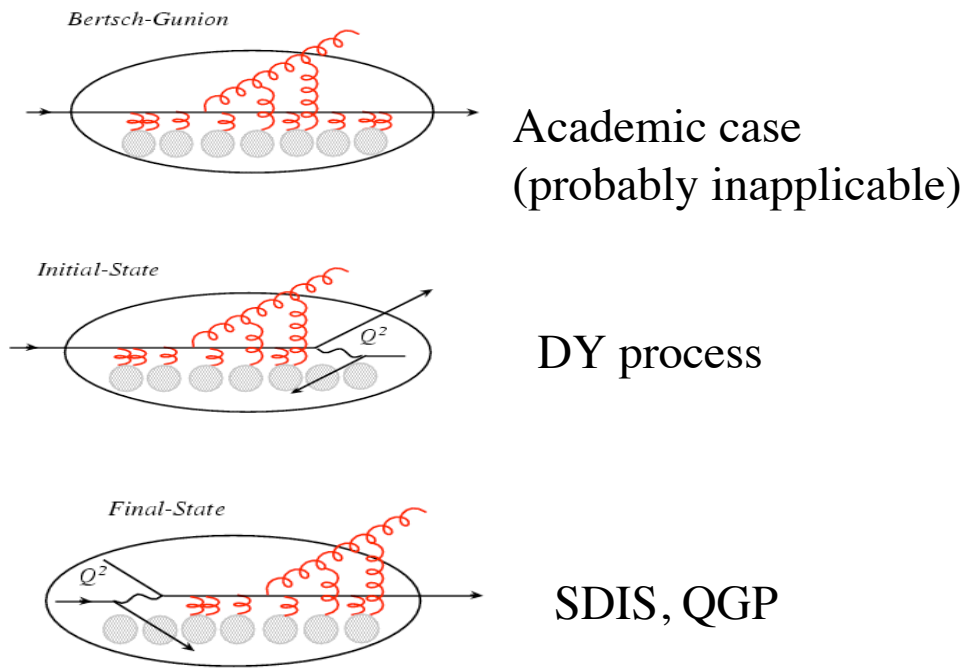 Bertsch-Gunion
Academic case
(probably inapplicable)
Initial-State
Q²
DY process
Final-State
Q²
SDIS, QGP